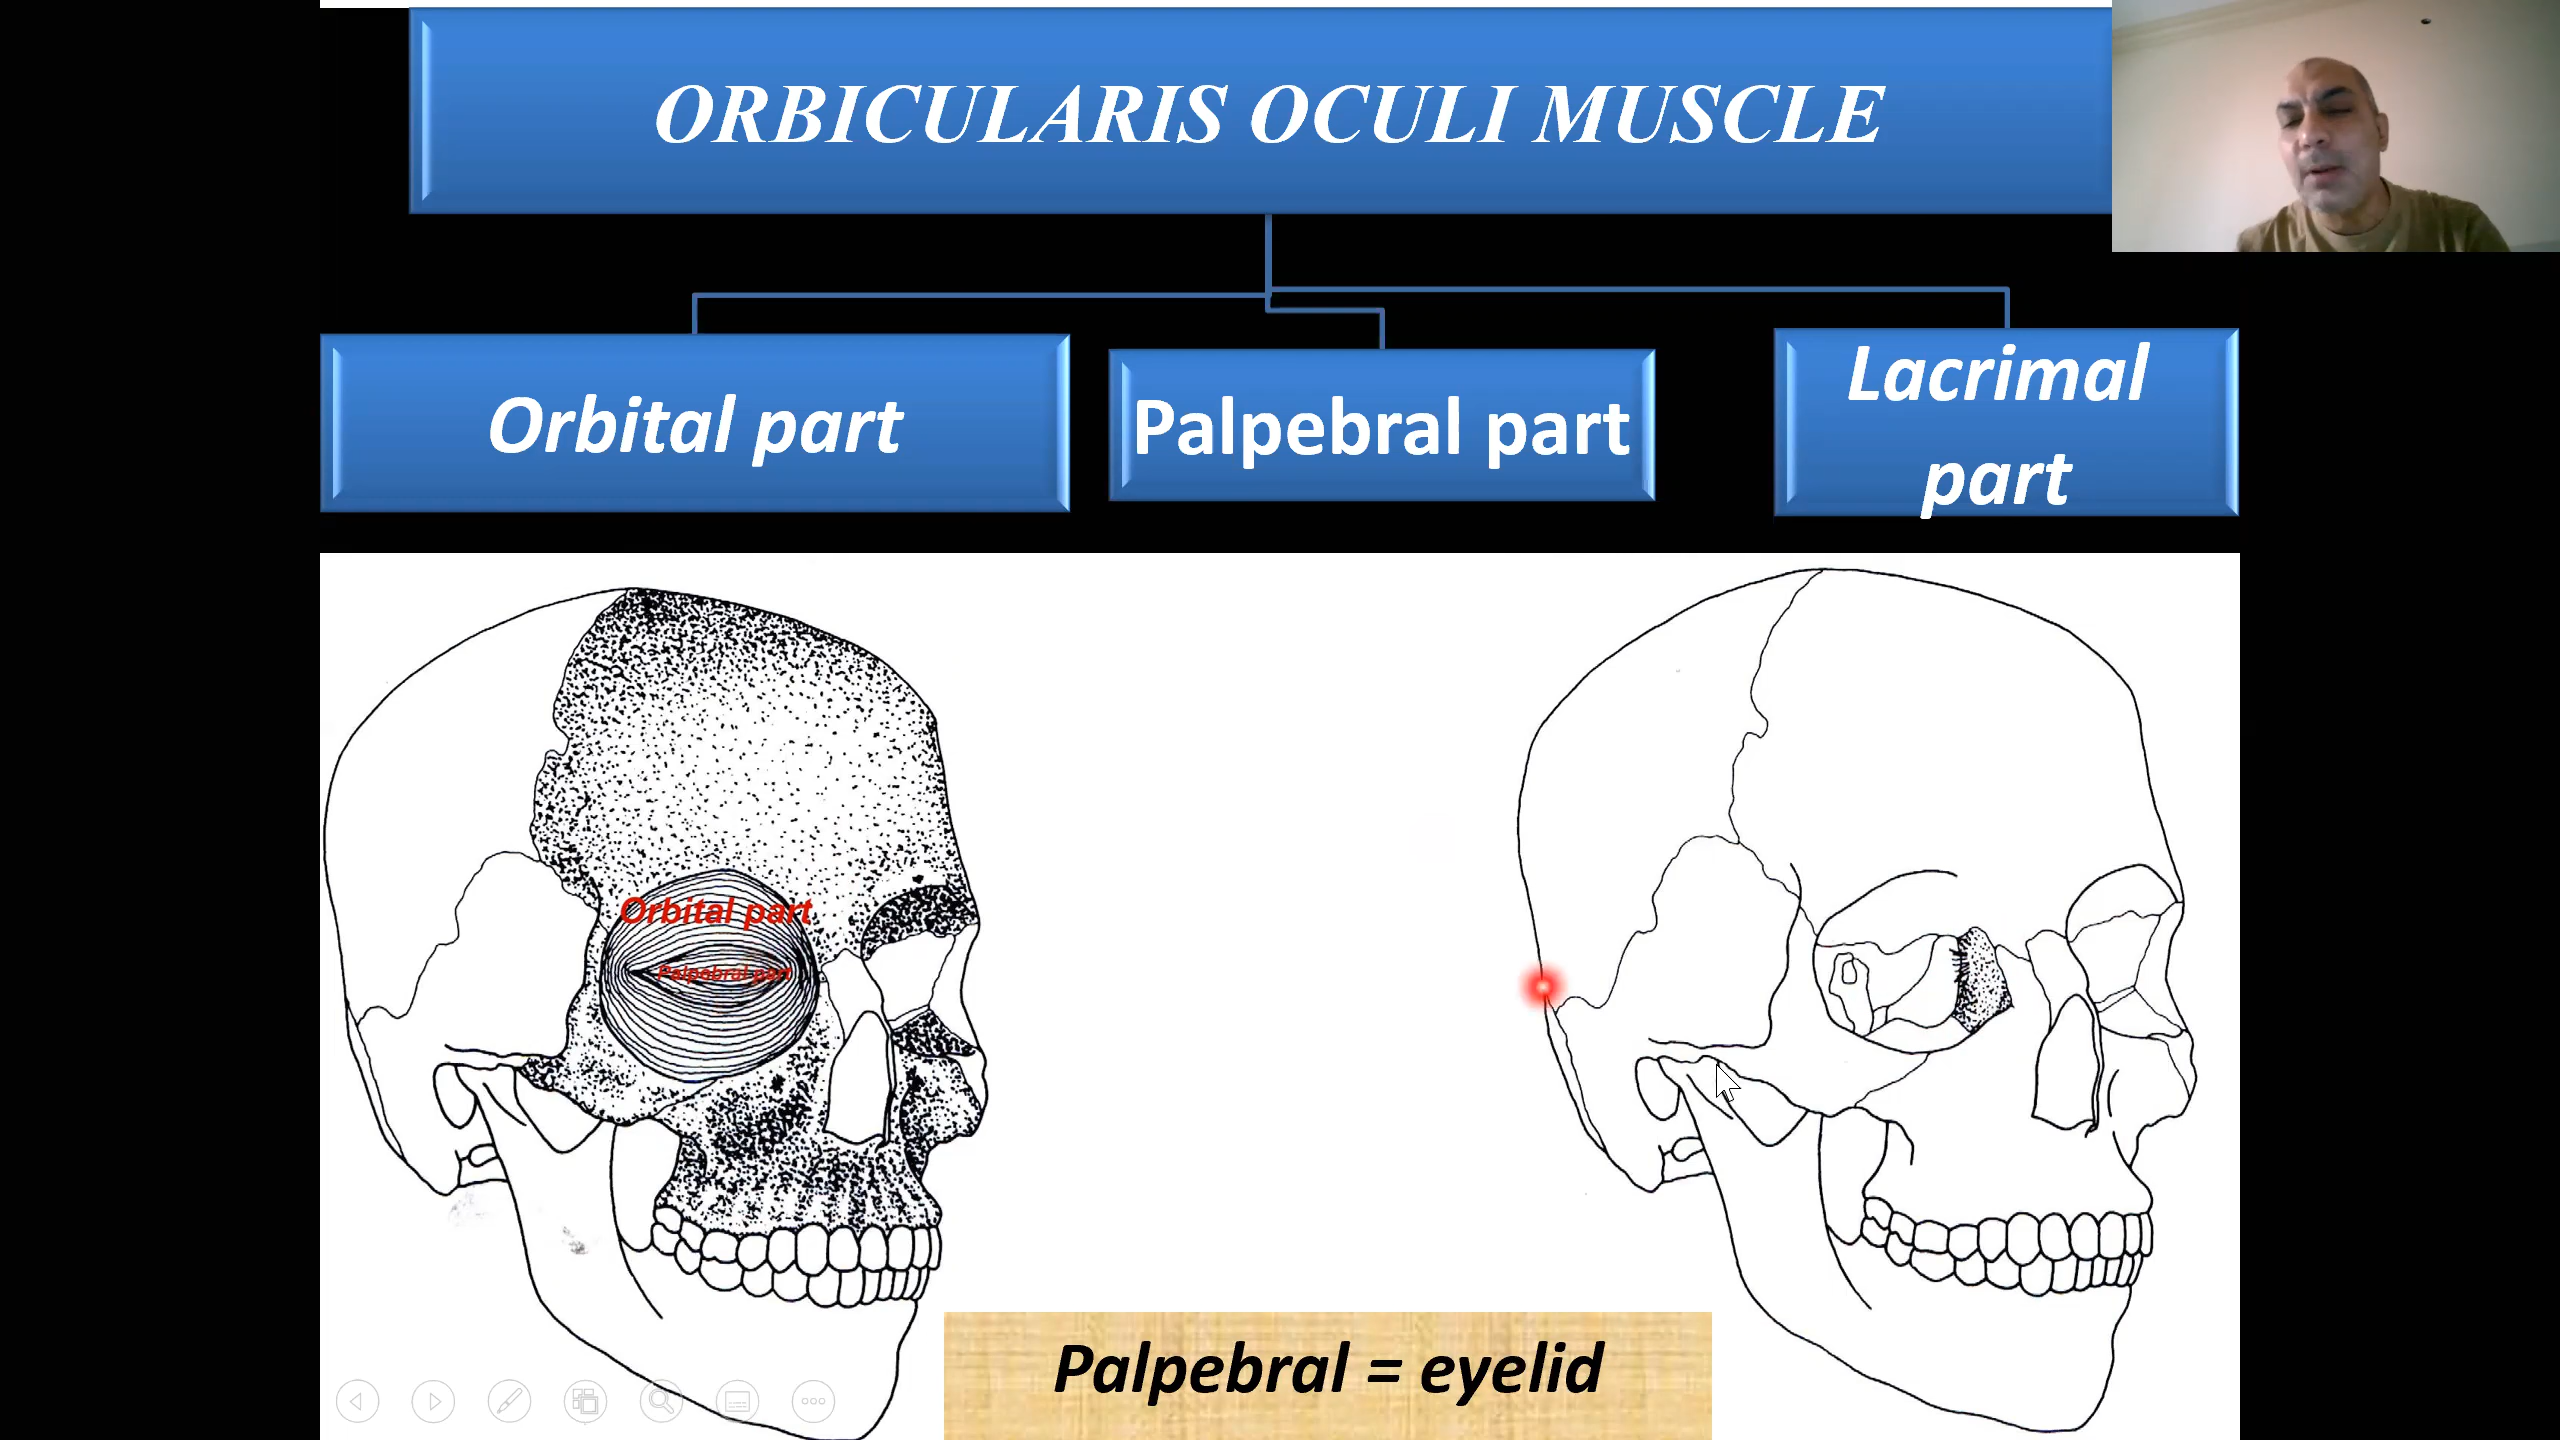 ORBICULARIS OCULI MUSCLE
Orbital part
Palpebral part
Lacrimal
part
Orbital part
Palpebral part
Palpebral = eyelid